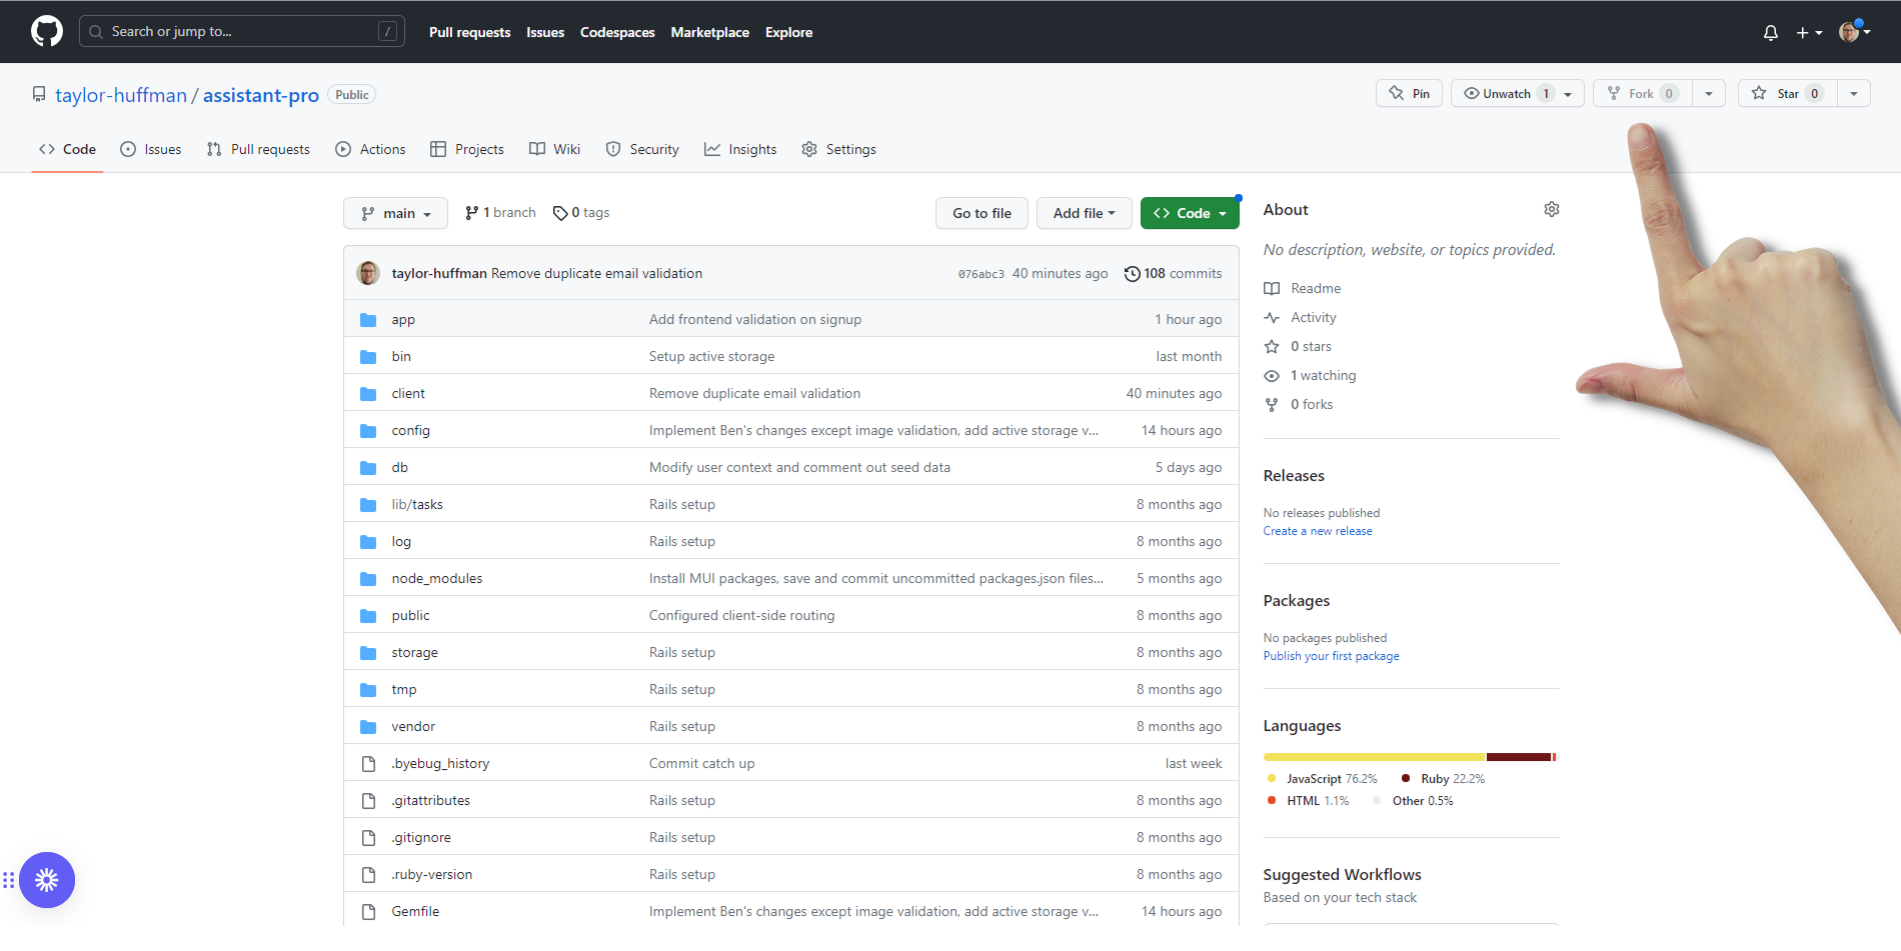 Search or jump to... /
Pull requests Issues Codespaces Marketplace Explore
taylor-huffman / assistant-pro Public
Pin Unwatch 1 Fork 0 Star 0
Code Issues Pull requests Actions Projects Wiki Security Insights Settings
main 1 branch 0 tags Go to file Add file Code
taylor-huffman Remove duplicate email validation 076abc3 40 minutes ago 108 commits
app Add frontend validation on signup 1 hour ago
bin Setup active storage last month
client Remove duplicate email validation 40 minutes ago
config Implement Ben's changes except image validation, add active storage v... 14 hours ago
db Modify user context and comment out seed data 5 days ago
lib/tasks Rails setup 8 months ago
log Rails setup 8 months ago
node_modules Install MUI packages, save and commit uncommitted packages.json files... 5 months ago
public Configured client-side routing 8 months ago
storage Rails setup 8 months ago
tmp Rails setup 8 months ago
vendor Rails setup 8 months ago
.byebug_history Commit catch up last week
.gitattributes Rails setup 8 months ago
.gitignore Rails setup 8 months ago
.ruby-version Rails setup 8 months ago
Gemfile Implement Ben's changes except image validation, add active storage v... 14 hours ago
About
No description, website, or topics provided.
Readme
Activity
0 stars
1 watching
0 forks
Releases
No releases published
Create a new release
Packages
No packages published
Publish your first package
Languages
JavaScript 76.2% Ruby 22.2%
HTML 1.1% Other 0.5%
Suggested Workflows
Based on your tech stack